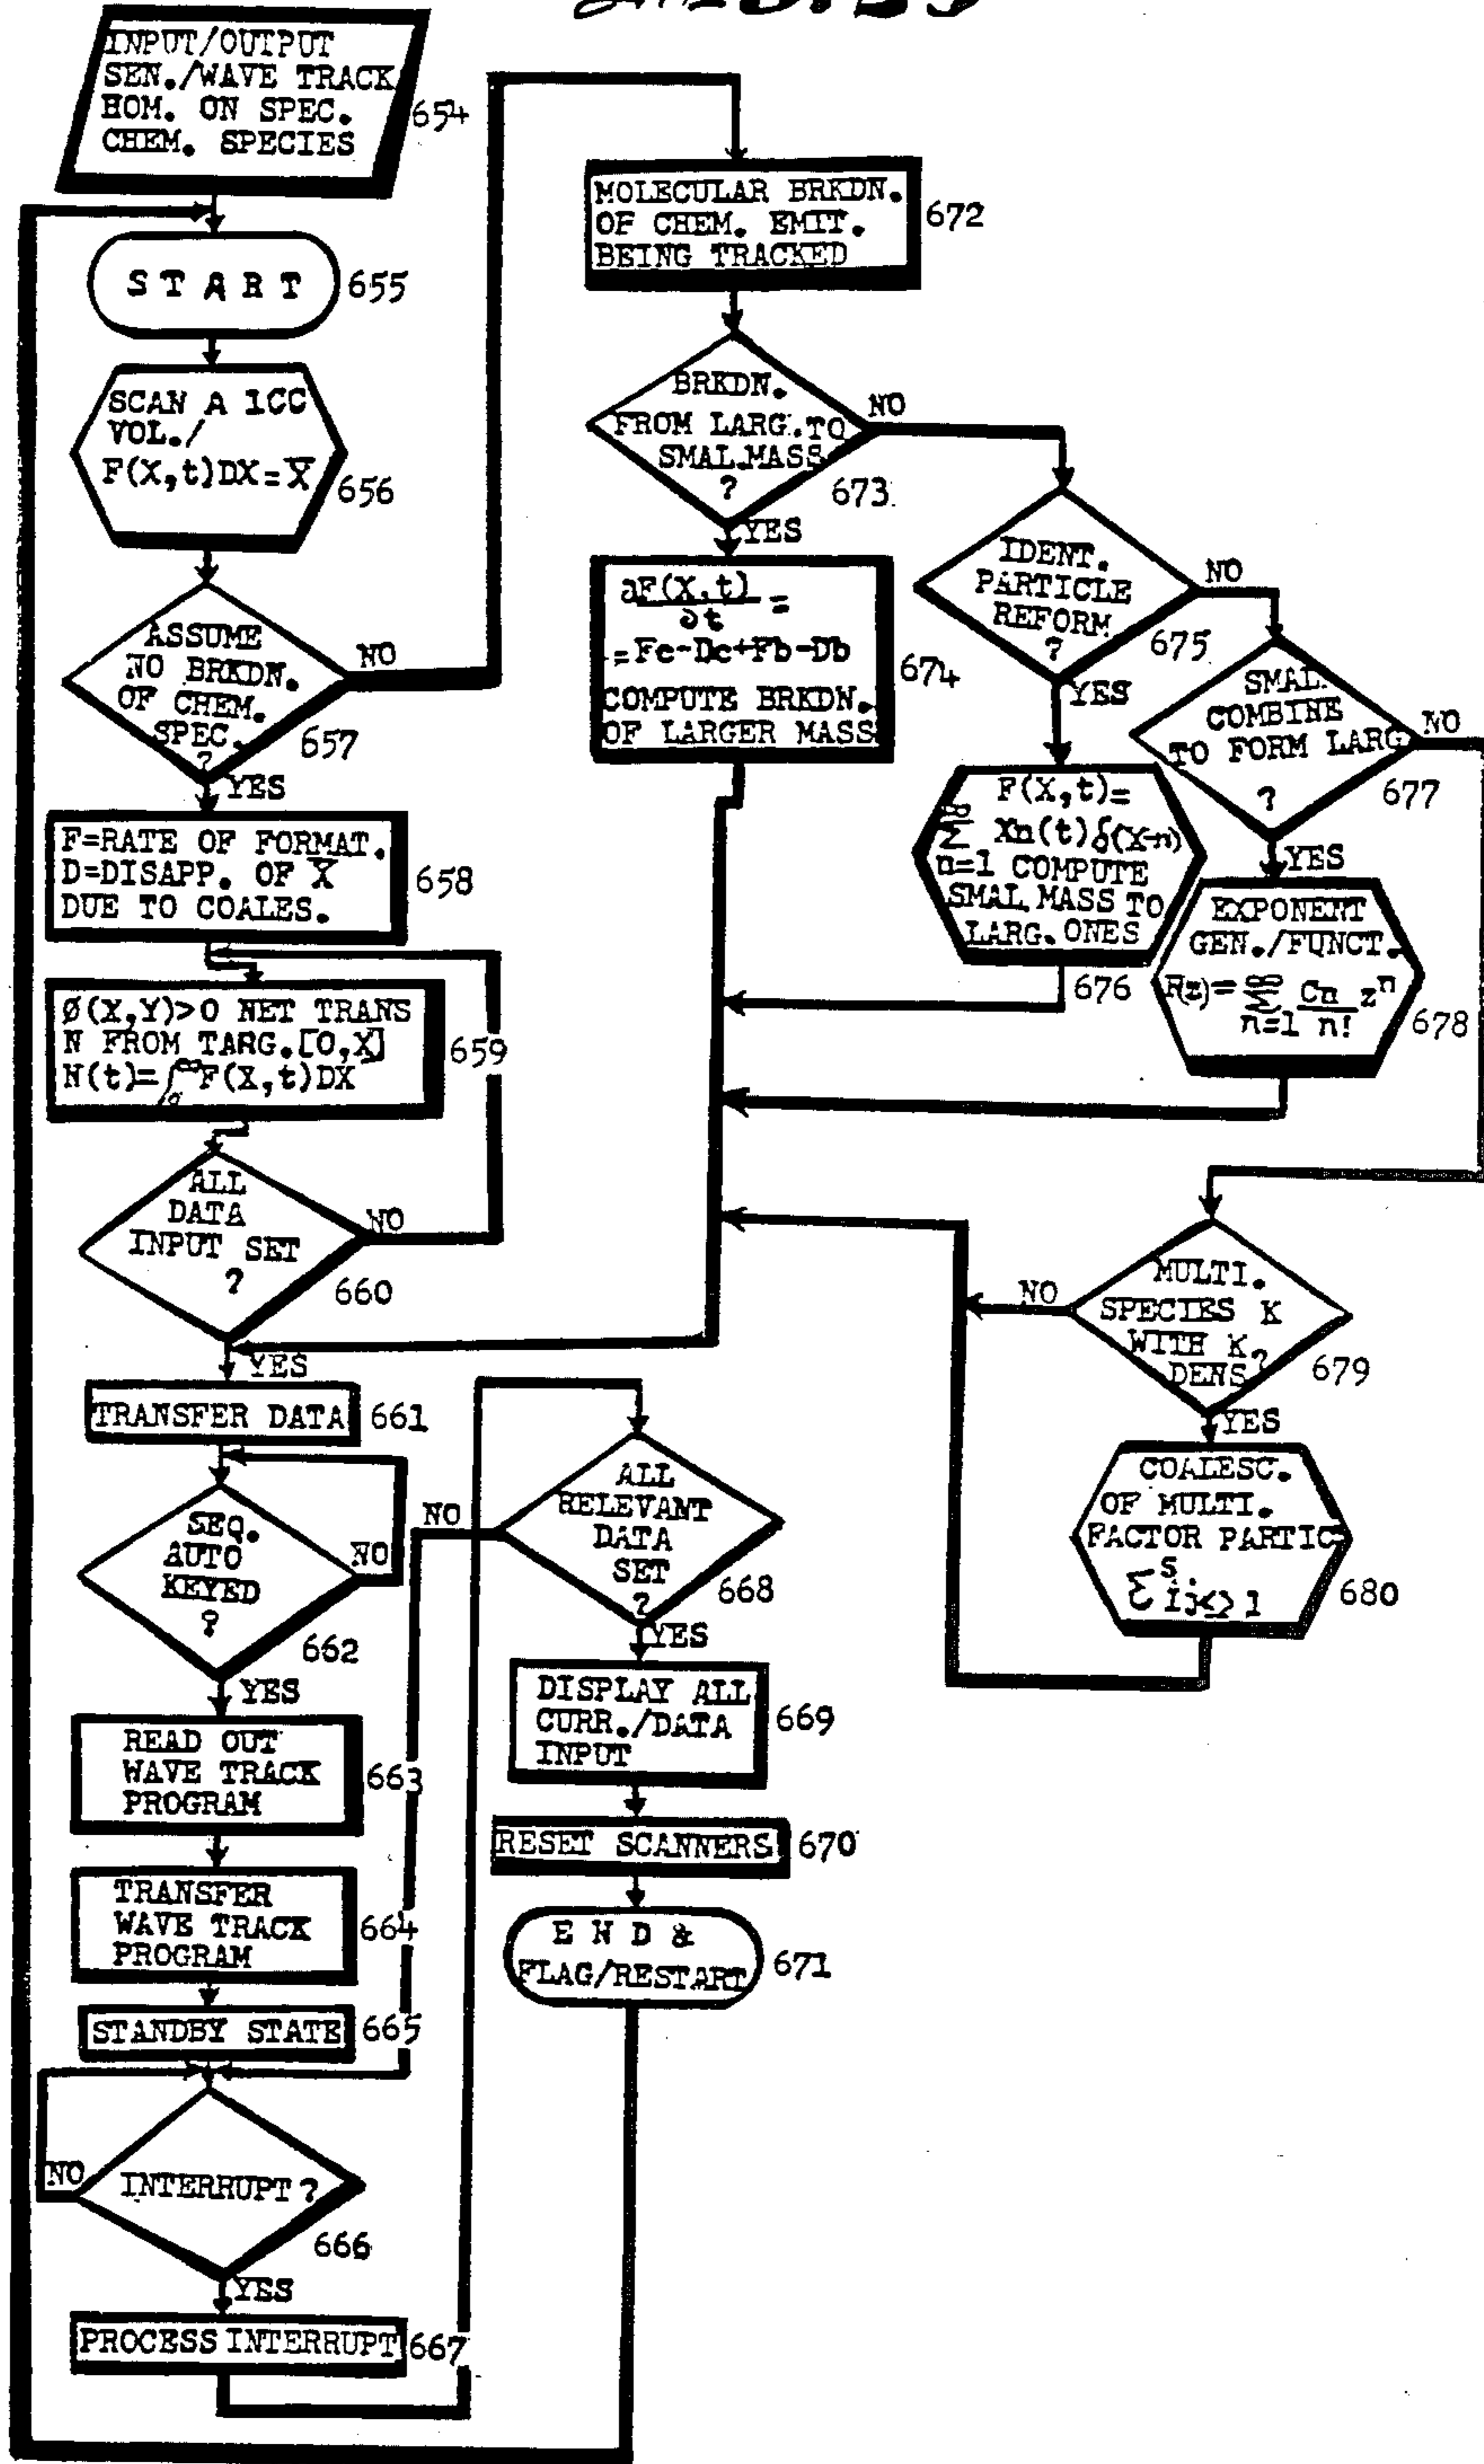 INPUT/OUTPUT
SEN./WAVE TRACK
HOM. ON SPEC.
CHEM. SPECIES
654
START
655
SCAN A 1CC
VOL./
F(X,t)DX=X̅
656
ASSUME
NO BRKDN.
OF CHEM.
SPEC.
?
657
NO
YES
F=RATE OF FORMAT.
D=DISAPP. OF X̅
DUE TO COALES.
658
Ø(X,Y)>0 NET TRANS
N FROM TARG.[0,X]
N(t)=∫₀^∞F(X,t)DX
659
ALL
DATA
INPUT SET
?
660
NO
YES
TRANSFER DATA
661
SEQ.
AUTO
KEYED
?
662
NO
YES
READ OUT
WAVE TRACK
PROGRAM
663
TRANSFER
WAVE TRACK
PROGRAM
664
STANDBY STATE
665
INTERRUPT?
666
NO
YES
PROCESS INTERRUPT
667
ALL
RELEVANT
DATA
SET
?
668
NO
YES
DISPLAY ALL
CURR./DATA
INPUT
669
RESET SCANNERS
670
END &
FLAG/RESTART
671
MOLECULAR BRKDN.
OF CHEM. EMIT.
BEING TRACKED
672
BRKDN.
FROM LARG.TO
SMAL.MASS
?
673
NO
YES
∂F(X,t)
∂t =
=Fc-Dc+Fb-Db
COMPUTE BRKDN.
OF LARGER MASS
674
IDENT.
PARTICLE
REFORM
?
675
NO
YES
F(X,t)=
∞
Σ Xn(t)δ(X-n)
n=1 COMPUTE
SMAL MASS TO
LARG. ONES
676
SMAL.
COMBINE
TO FORM LARG
?
677
NO
YES
EXPONENT
GEN./FUNCT.
R(z)=Σ∞ Cn zⁿ
n=1 n!
678
MULTI.
SPECIES K
WITH K
DENS?
679
NO
YES
COALESC.
OF MULTI.
FACTOR PARTIC
680